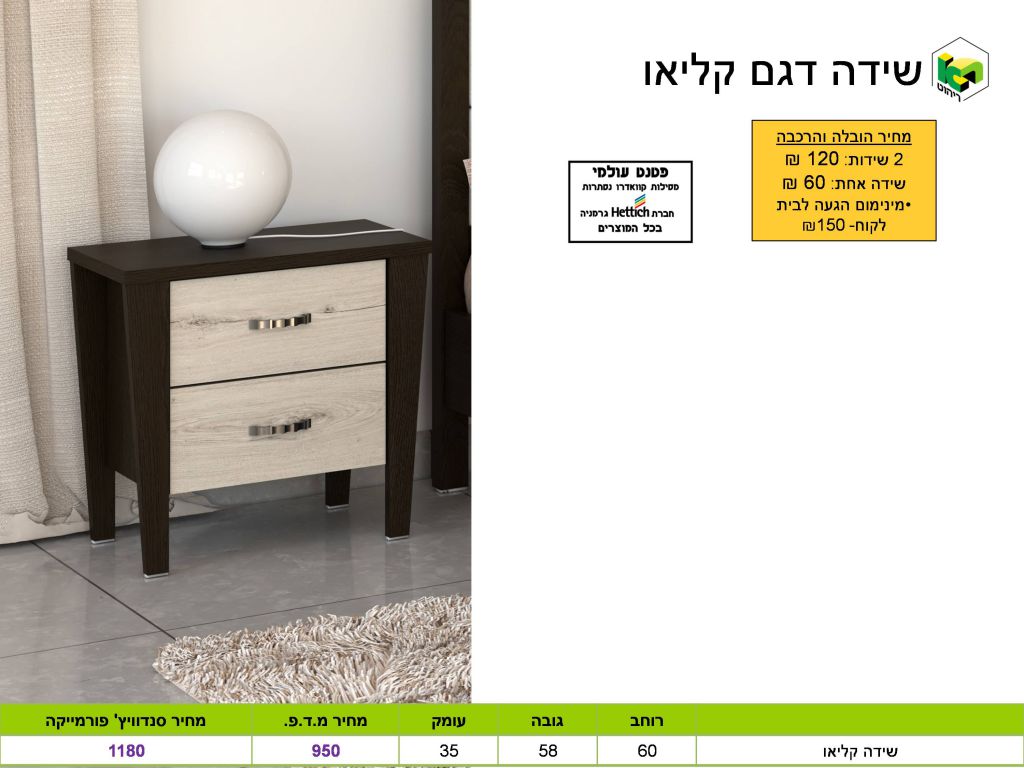 שידה דגם קליאו
ריהוט
מחיר הובלה והרכבה
2 שידות: 120 ₪
שידה אחת: 60 ₪
•מינימום הגעה לבית
לקוח- 150₪
פטנט עולמי
מסילות קוואדרו נסתרות
חברת Hettich גרמניה
בכל המוצרים
רוחב גובה עומק מחיר מ.ד.פ. מחיר סנדוויץ' פורמייקה
שידה קליאו 60 58 35 950 1180